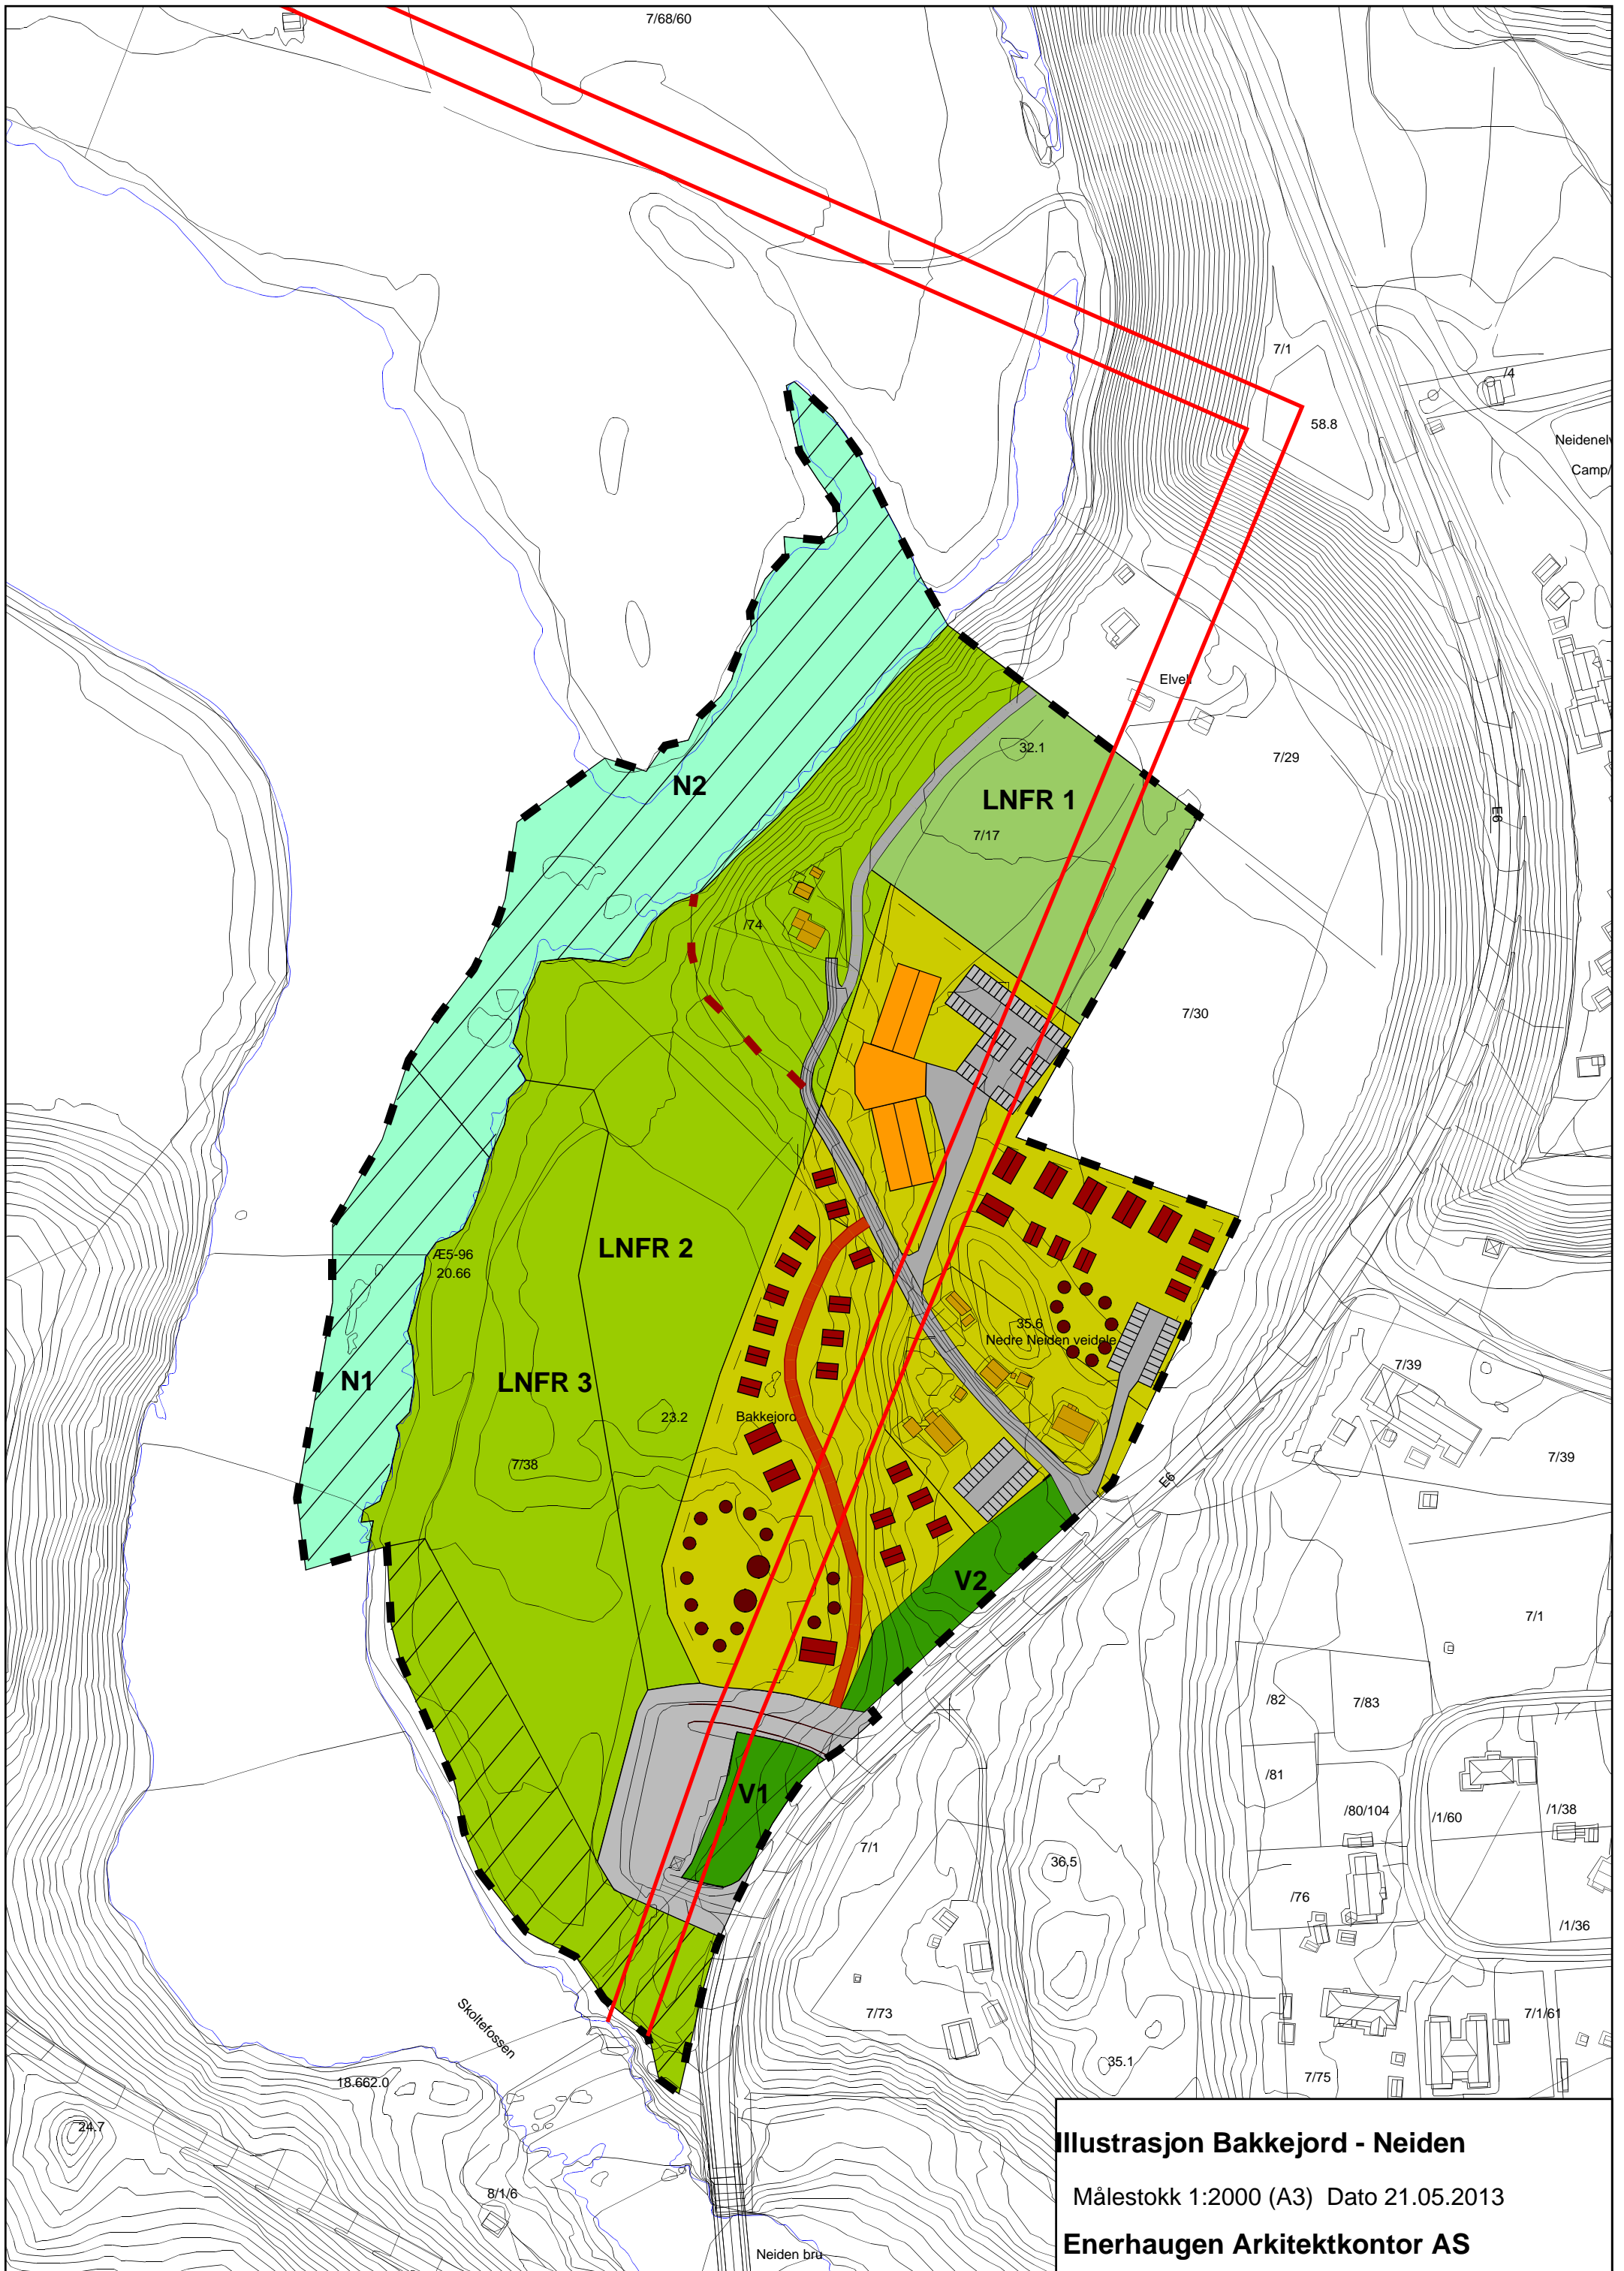 7/68/60
7/1
/4
58.8
Camp/
7/29
32.1
LNFR 1
7/17
E6
N2
/74
7/30
Æ5-96
20.66
LNFR 2
35.6
Nedre Neiden veidele
N1
LNFR 3
7/39
23.2
Bakkejord
7/38
7/39
E6
V2
7/1
/82
7/83
/81
V1
/80/104
/1/60
/1/38
7/1
36.5
/76
/1/36
Skoltefossen
7/73
7/1/61
35.1
7/75
18.662.0
24.7
8/1/6
Neiden bru
Illustrasjon Bakkejord - Neiden
Målestokk 1:2000 (A3) Dato 21.05.2013
Enerhaugen Arkitektkontor AS